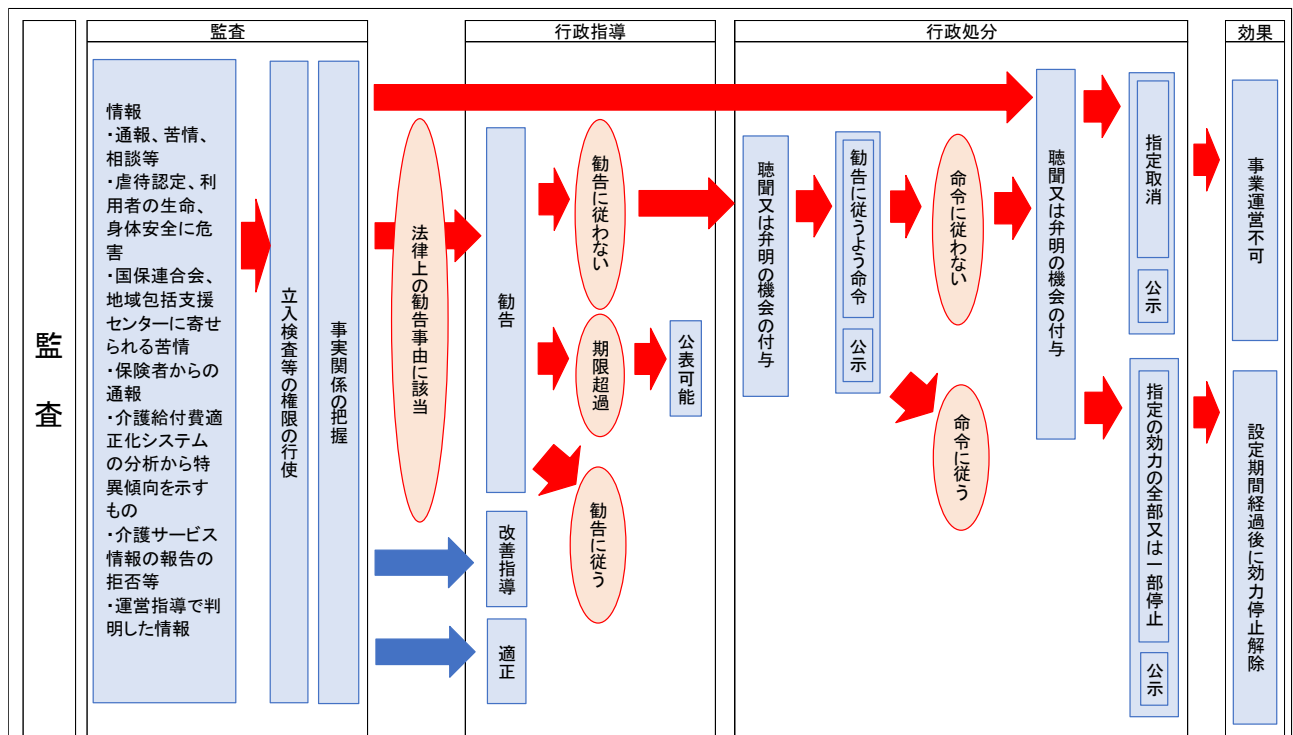 監査
監査
情報
・通報、苦情、
相談等
・虐待認定、利
用者の生命、
身体安全に危
害
・国保連合会、
地域包括支援
センターに寄せ
られる苦情
・保険者からの
通報
・介護給付費適
正化システム
の分析から特
異傾向を示す
もの
・介護サービス
情報の報告の
拒否等
・運営指導で判
明した情報
立入検査等の権限の行使
事実関係の把握
法律上の勧告事由に該当
行政指導
勧告
改善指導
適正
勧告に従わない
期限超過
勧告に従う
公表可能
行政処分
聴聞又は弁明の機会の付与
勧告に従うよう命令
公示
命令に従わない
命令に従う
聴聞又は弁明の機会の付与
指定取消
公示
指定の効力の全部又は一部停止
公示
効果
事業運営不可
設定期間経過後に効力停止解除